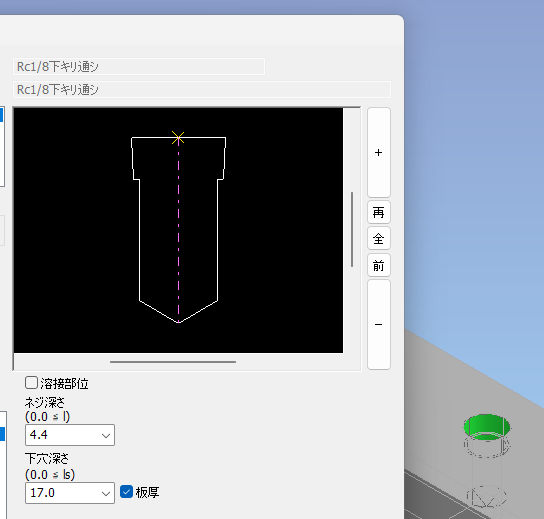 Rc1/8下キリ通シ
Rc1/8下キリ通シ
+
再
全
前
-
溶接部位
ネジ深さ
(0.0 ≦ l)
4.4
下穴深さ
(0.0 ≦ ls)
17.0
板厚